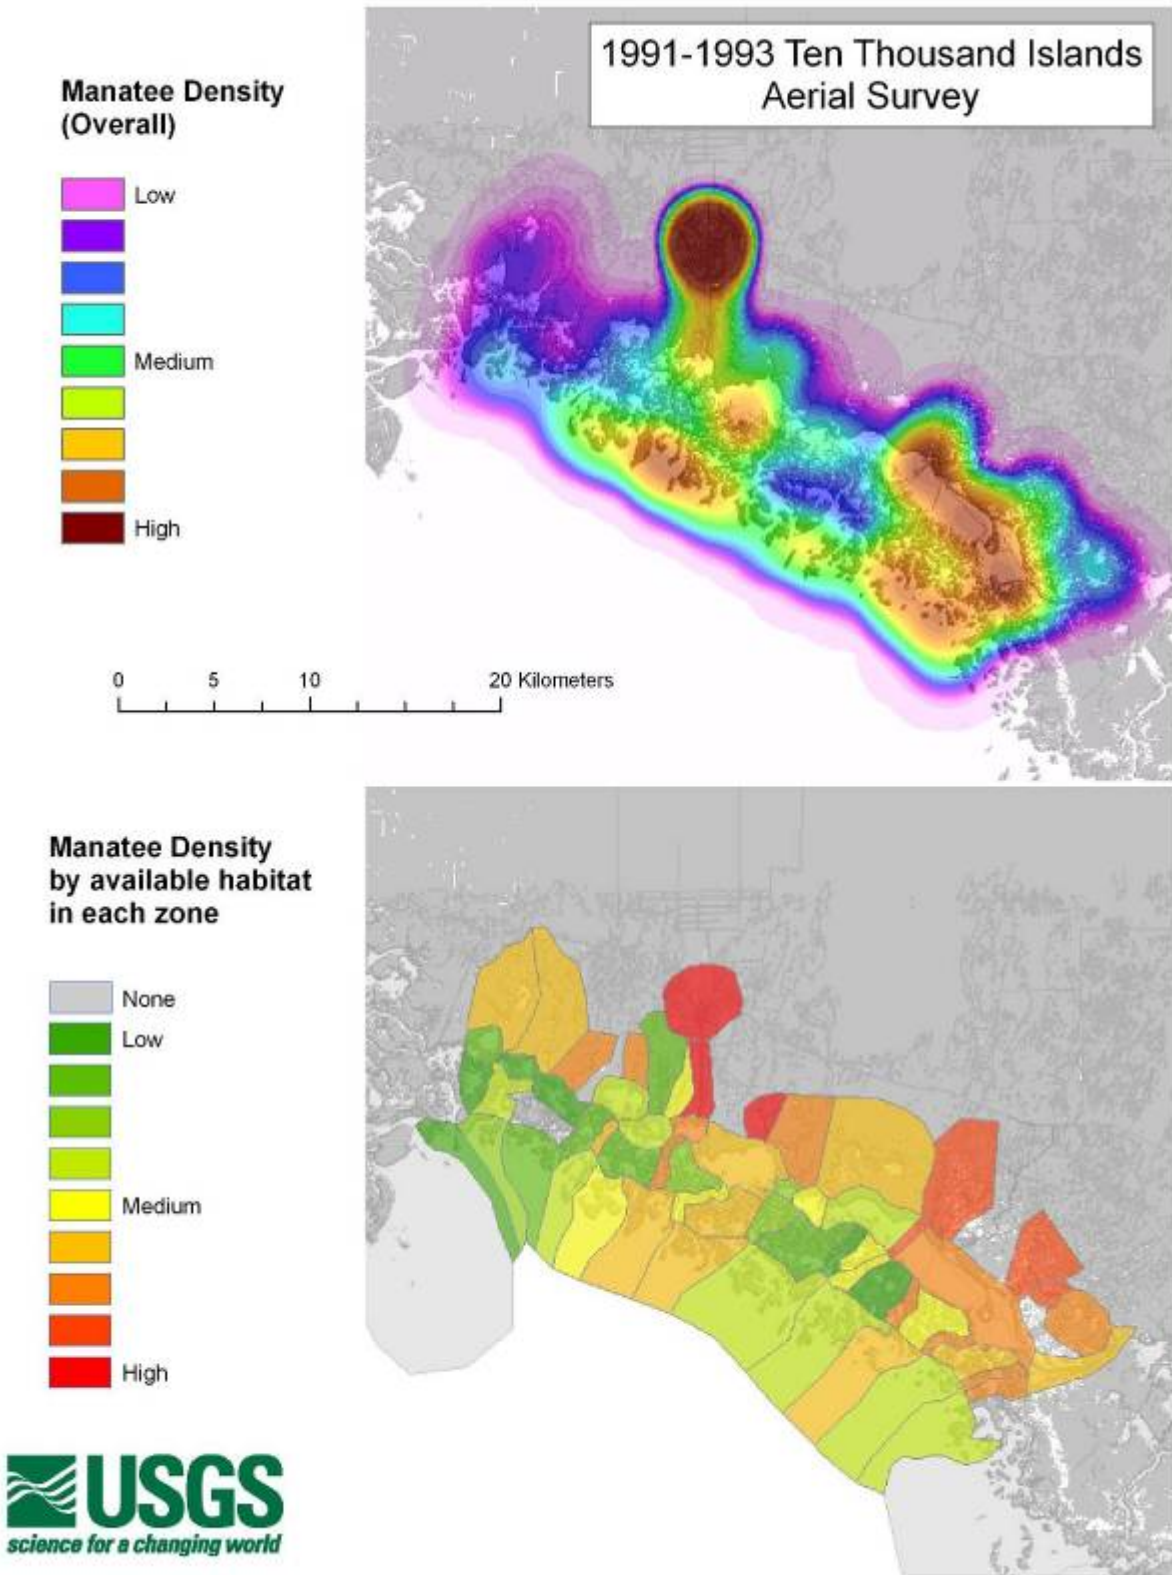 1991-1993 Ten Thousand Islands
Aerial Survey
Manatee Density
(Overall)
Low
Medium
High
0 5 10 20 Kilometers
Manatee Density
by available habitat
in each zone
None
Low
Medium
High
USGS
science for a changing world